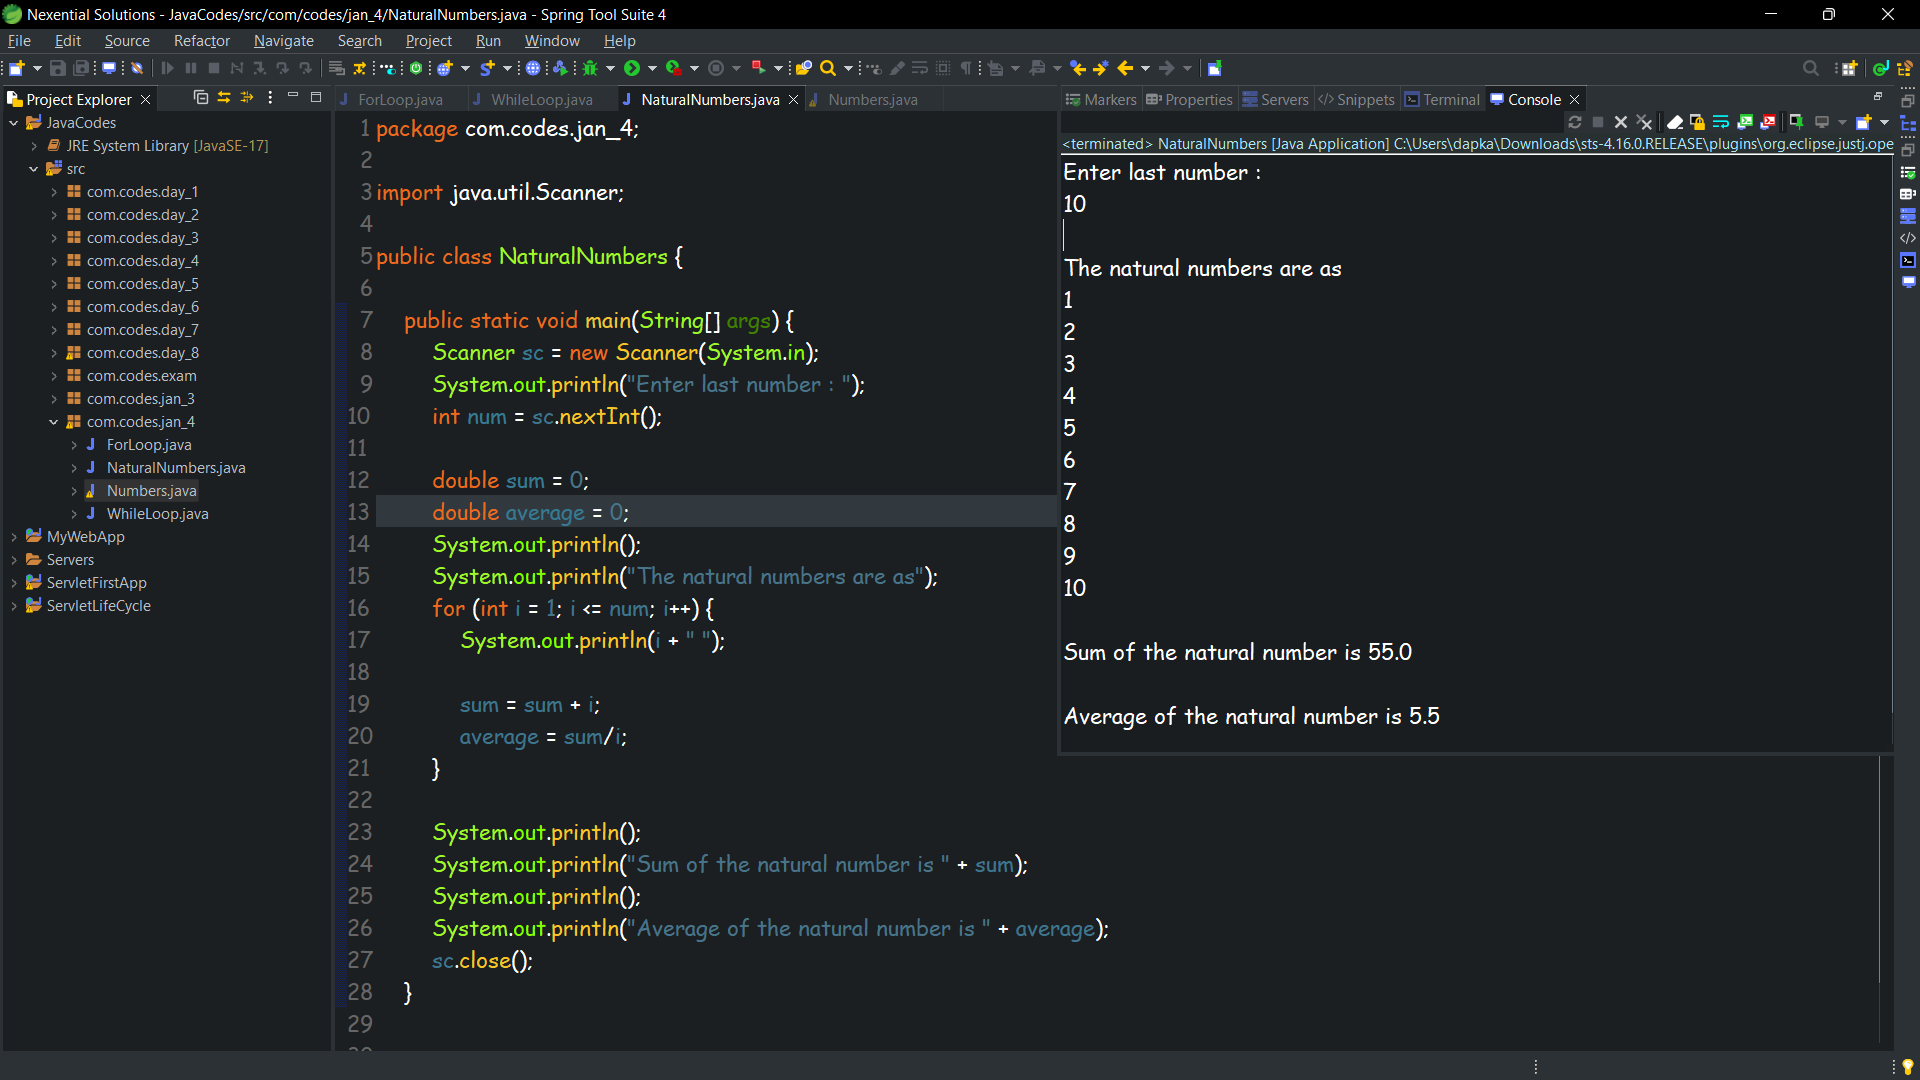 Nexential Solutions - JavaCodes/src/com/codes/jan_4/NaturalNumbers.java - Spring Tool Suite 4
File Edit Source Refactor Navigate Search Project Run Window Help
Project Explorer
JavaCodes
JRE System Library [JavaSE-17]
src
com.codes.day_1
com.codes.day_2
com.codes.day_3
com.codes.day_4
com.codes.day_5
com.codes.day_6
com.codes.day_7
com.codes.day_8
com.codes.exam
com.codes.jan_3
com.codes.jan_4
ForLoop.java
NaturalNumbers.java
Numbers.java
WhileLoop.java
MyWebApp
Servers
ServletFirstApp
ServletLifeCycle
ForLoop.java WhileLoop.java NaturalNumbers.java Numbers.java
1 package com.codes.jan_4;
2
3 import java.util.Scanner;
4
5 public class NaturalNumbers {
6
7 public static void main(String[] args) {
8 Scanner sc = new Scanner(System.in);
9 System.out.println("Enter last number : ");
10 int num = sc.nextInt();
11
12 double sum = 0;
13 double average = 0;
14 System.out.println();
15 System.out.println("The natural numbers are as");
16 for (int i = 1; i <= num; i++) {
17 System.out.println(i + " ");
18
19 sum = sum + i;
20 average = sum/i;
21 }
22
23 System.out.println();
24 System.out.println("Sum of the natural number is " + sum);
25 System.out.println();
26 System.out.println("Average of the natural number is " + average);
27 sc.close();
28 }
29
Markers Properties Servers Snippets Terminal Console
<terminated> NaturalNumbers [Java Application] C:\Users\dapka\Downloads\sts-4.16.0.RELEASE\plugins\org.eclipse.justj.ope
Enter last number :
10
The natural numbers are as
1
2
3
4
5
6
7
8
9
10
Sum of the natural number is 55.0
Average of the natural number is 5.5